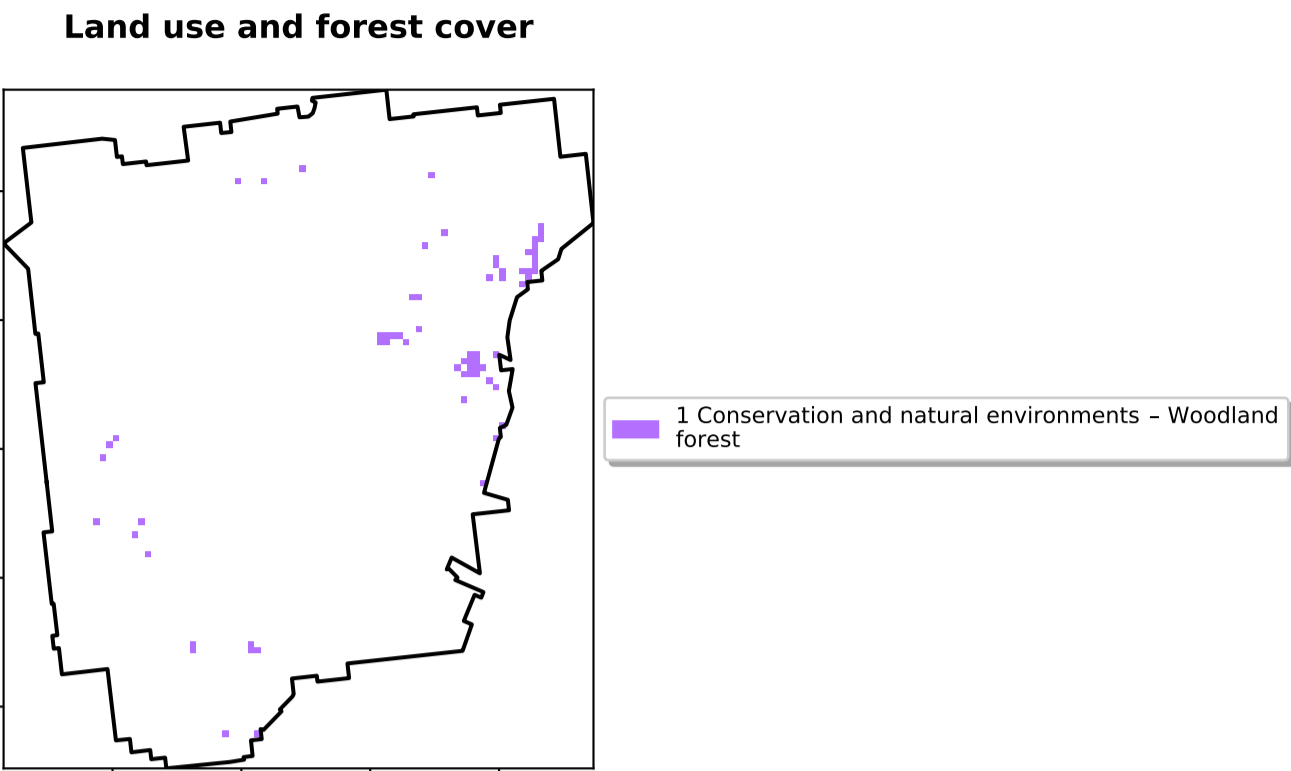 Land use and forest cover
1 Conservation and natural environments – Woodland
forest